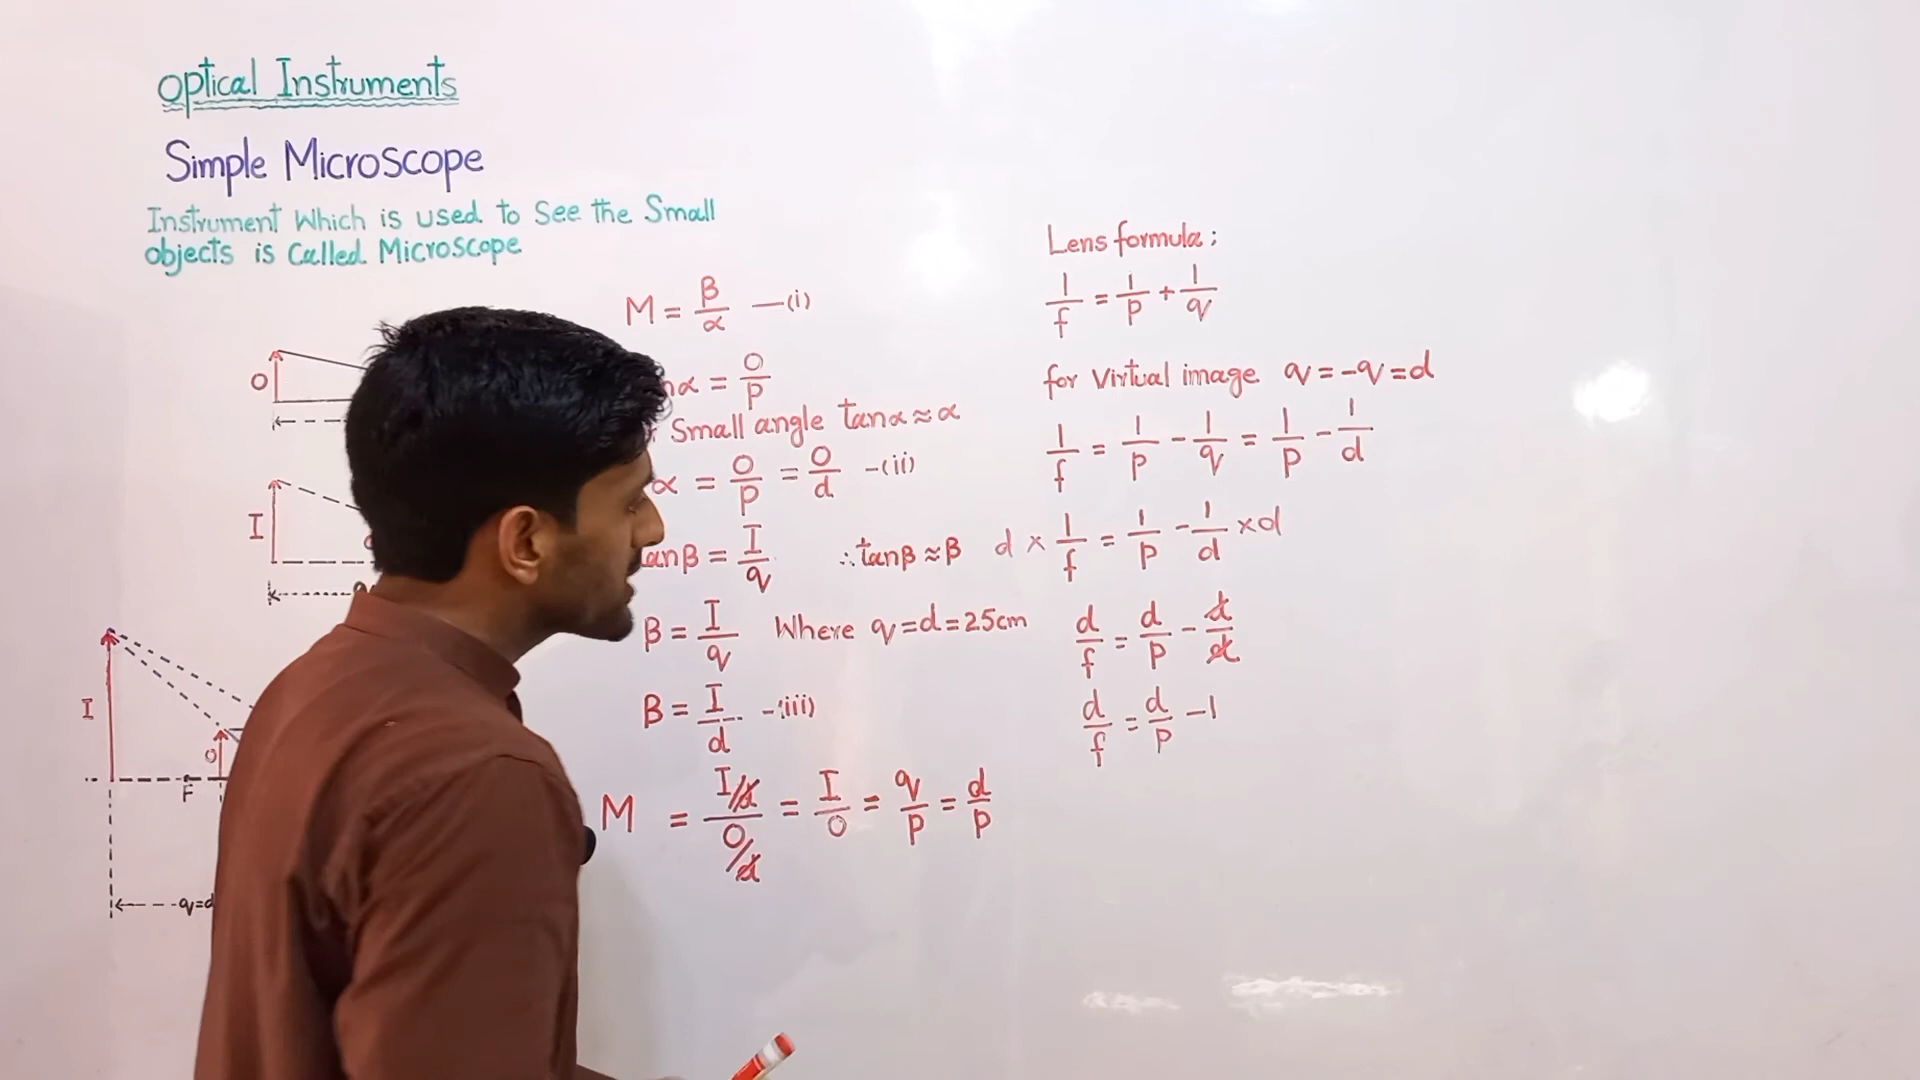 Optical Instruments
Simple Microscope
Instrument Which is used to See the Small
objects is Called Microscope
M = β/α —(i)
α = O/P
Small angle tanα ≈ α
α = O/P = O/d -(ii)
tanβ = I/q ∴ tanβ ≈ β
β = I/q Where q = d = 25cm
β = I/d -(iii)
M = (I/d)/(O/d) = I/O = q/P = d/P
Lens formula;
1/f = 1/P + 1/q
for Virtual image q = -q = d
1/f = 1/P - 1/q = 1/P - 1/d
d × 1/f = 1/P - 1/d × d
d/f = d/P - d/d
d/f = d/P - 1
O
I
I
O
F
q=d